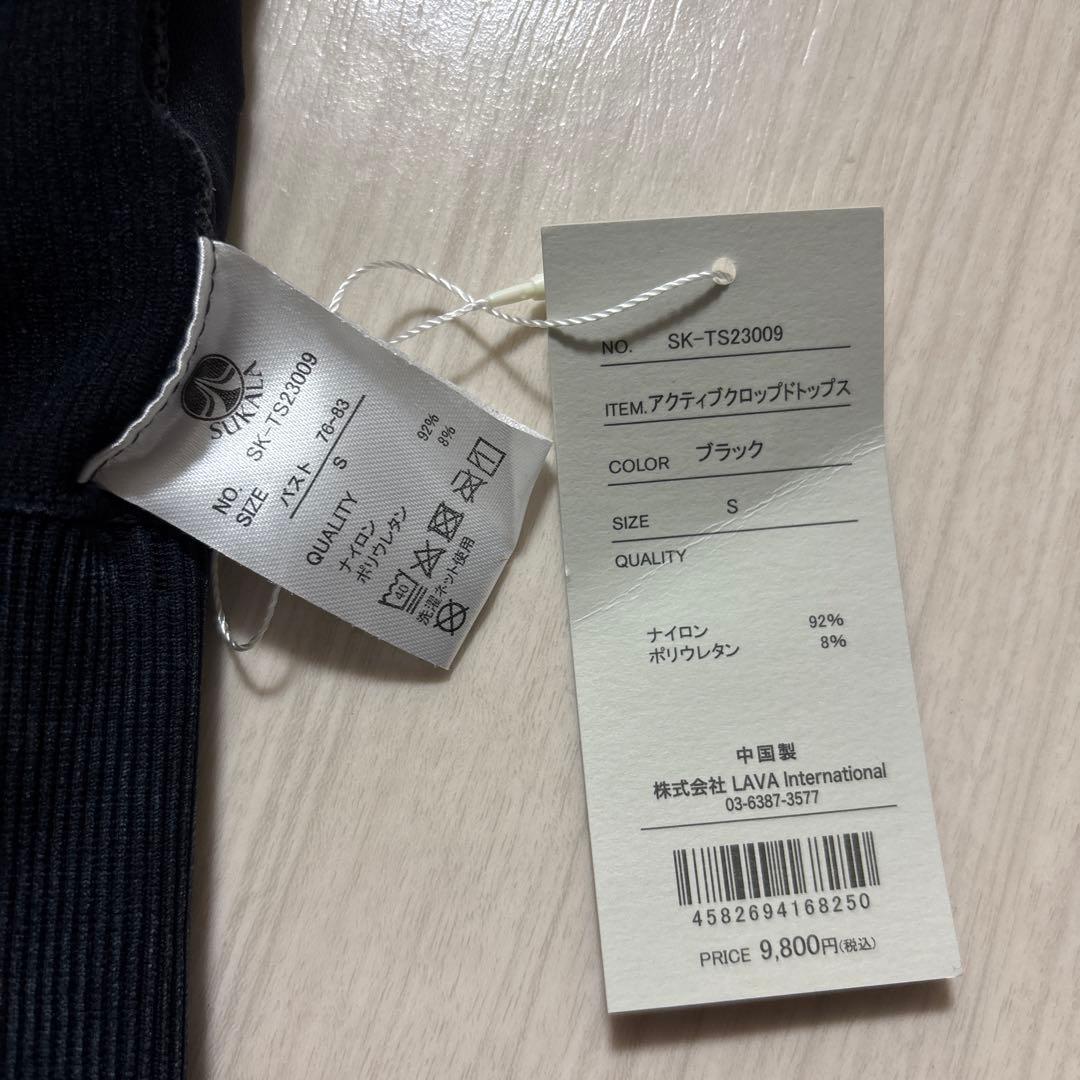 SUKALA
NO. SK-TS23009
SIZE バスト 76-83
S
QUALITY
ナイロン 92%
ポリウレタン 8%
40
洗濯ネット使用
NO. SK-TS23009
ITEM.アクティブクロップドトップス
COLOR ブラック
SIZE S
QUALITY
ナイロン 92%
ポリウレタン 8%
中国製
株式会社 LAVA International
03-6387-3577
4582694168250
PRICE 9,800円(税込)